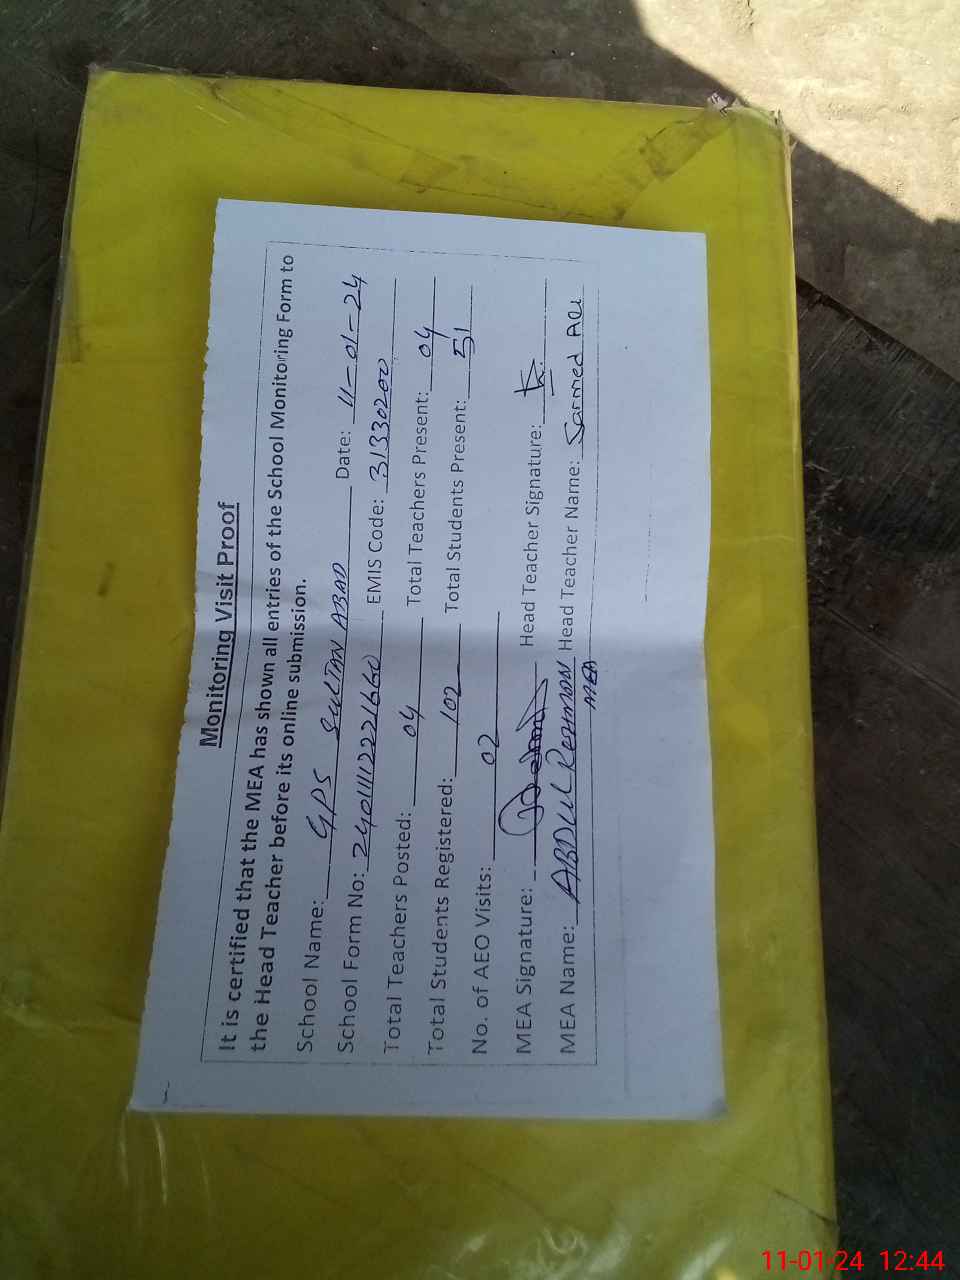 Monitoring Visit Proof
It is certified that the MEA has shown all entries of the School Monitoring Form to
the Head Teacher before its online submission.
School Name: GPS SULTAN ABAD Date: 11-01-24
School Form No: EMIS Code: 31330200
Total Teachers Posted: 04 Total Teachers Present: 04
Total Students Registered: 102 Total Students Present: 51
No. of AEO Visits: 02
MEA Signature: Head Teacher Signature:
MEA Name: ABDUL REHMAN Head Teacher Name: Sarmed Ali
MEA
11-01-24 12:44